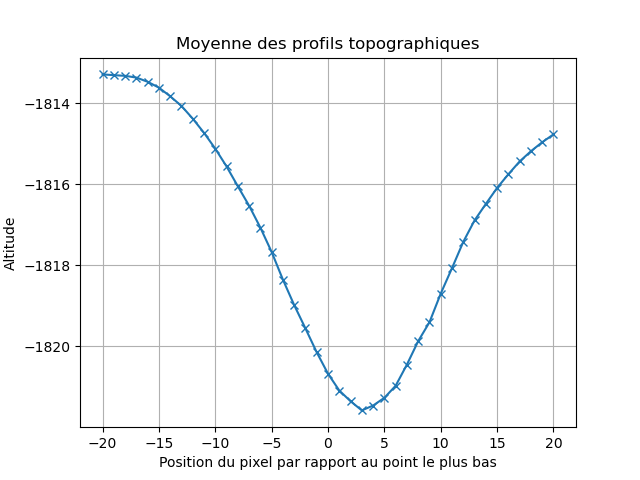 Moyenne des profils topographiques
−1814
−1816
−1818
−1820
Altitude
−20 −15 −10 −5 0 5 10 15 20
Position du pixel par rapport au point le plus bas